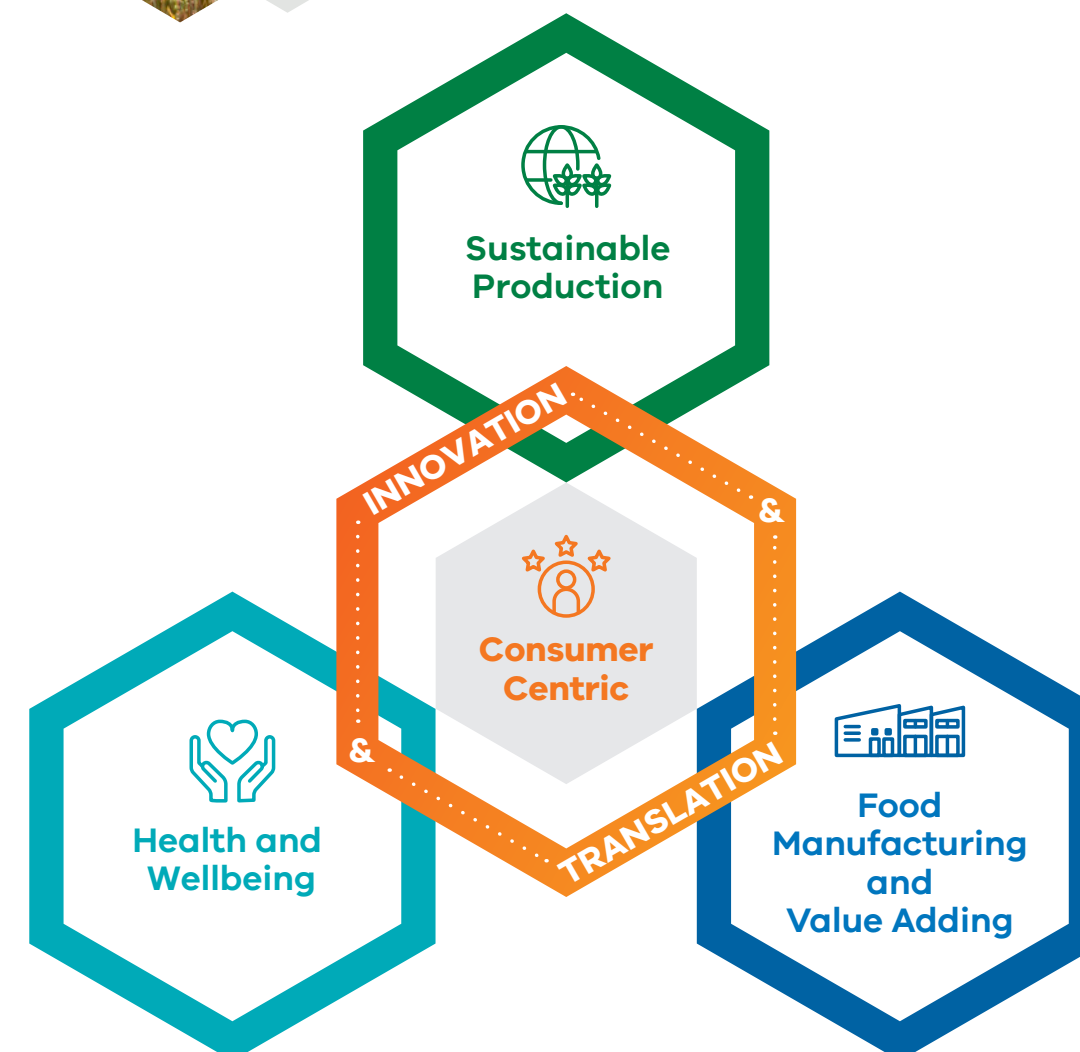 Sustainable
Production
INNOVATION
&
Consumer
Centric
&
TRANSLATION
Health and
Wellbeing
Food
Manufacturing
and
Value Adding